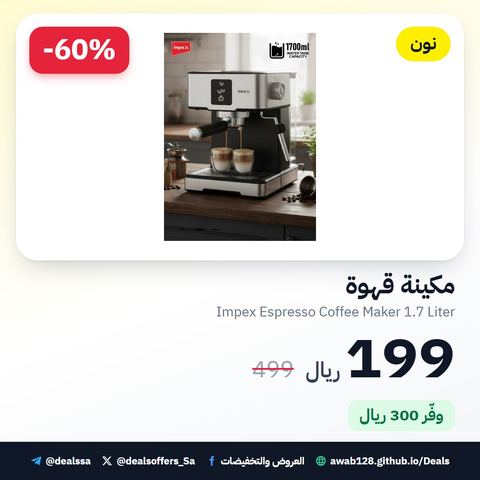 -60%
نون
impex
1700ml
WATER TANK
CAPACITY
impex
مكينة قهوة
Impex Espresso Coffee Maker 1.7 Liter
199 ريال 499
وفّر 300 ريال
@dealssa @dealsoffers_Sa العروض والتخفيضات awab128.github.io/Deals